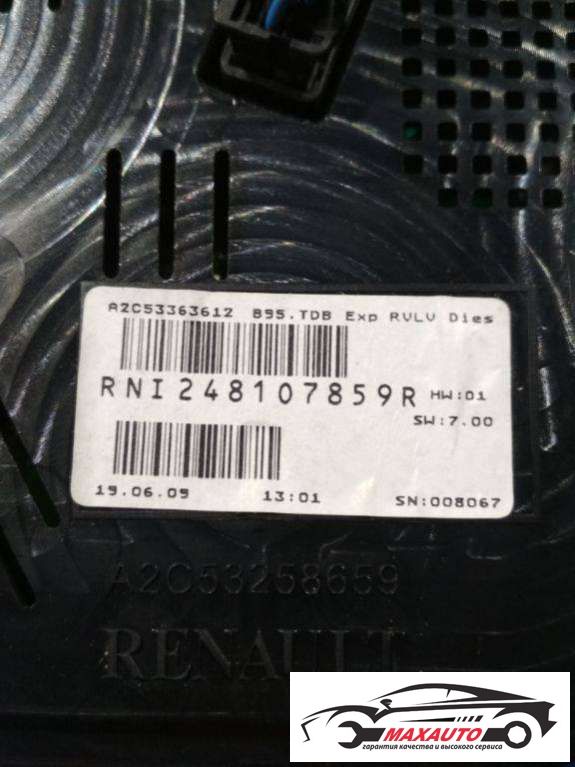 A2C53363612 B95.TDB Exp RVLV Dies
RNI248107859R HW:01
SW:7.00
19.06.09 13:01 SN:008067
A2C53258659
RENAULT
MAXAUTO
гарантия качества и высокого сервиса